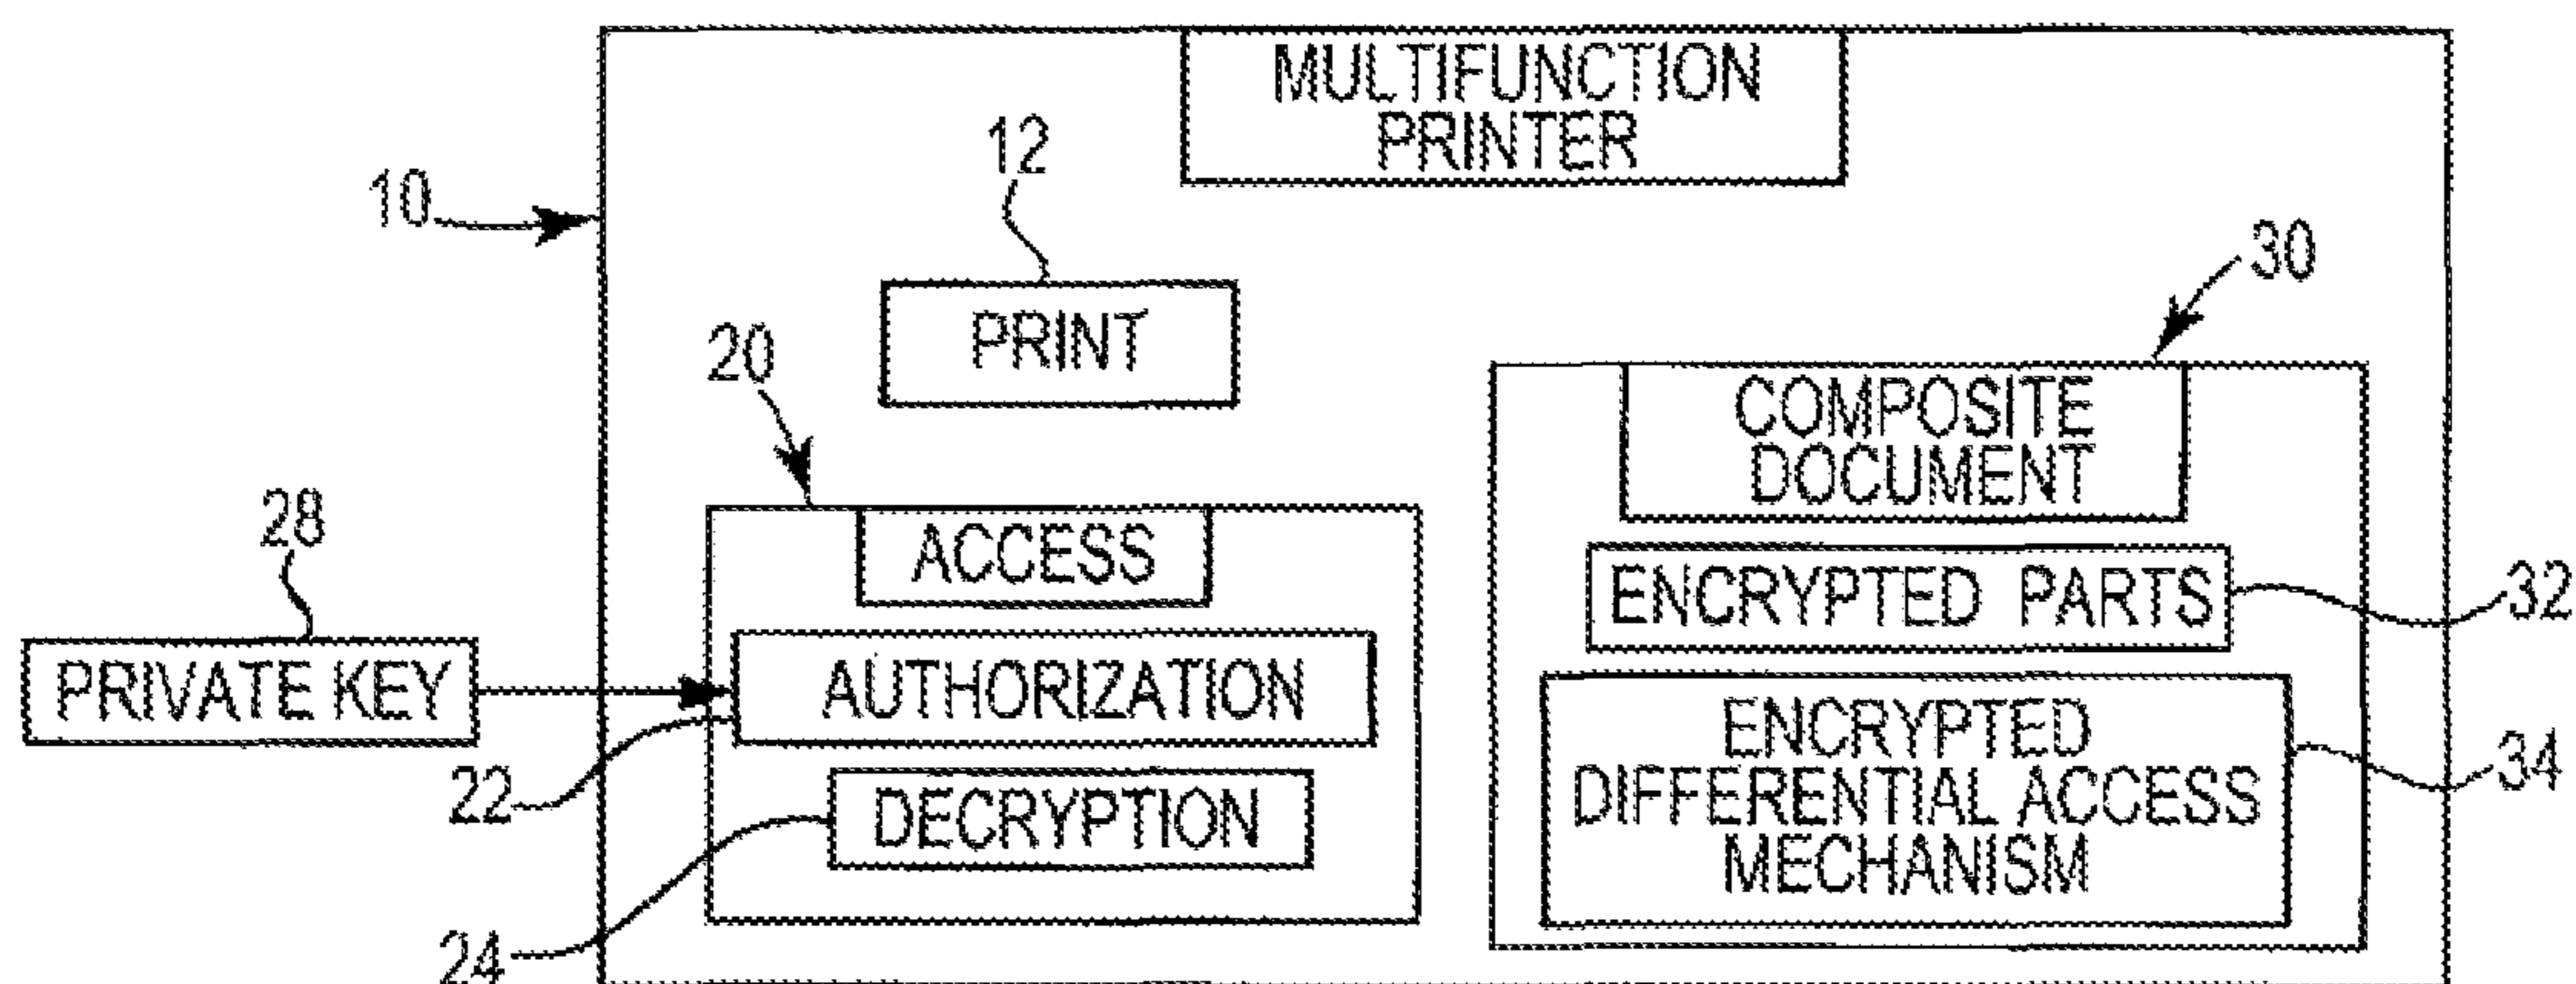 MULTIFUNCTION
PRINTER
12
10
30
PRINT
20
COMPOSITE
DOCUMENT
28
ACCESS
ENCRYPTED PARTS
32
PRIVATE KEY
AUTHORIZATION
ENCRYPTED
DIFFERENTIAL ACCESS
MECHANISM
34
22
DECRYPTION
24